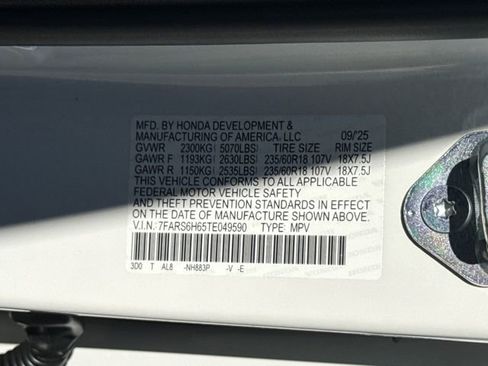 MFD. BY HONDA DEVELOPMENT &
MANUFACTURING OF AMERICA, LLC 09/25
GVWR 2300KG( 5070LBS) TIRE SIZE RIM SIZE
GAWR F 1193KG( 2630LBS) 235/60R18 107V 18X7.5J
GAWR R 1150KG( 2535LBS) 235/60R18 107V 18X7.5J
THIS VEHICLE CONFORMS TO ALL APPLICABLE
FEDERAL MOTOR VEHICLE SAFETY
AND THEFT PREVENTION STANDARDS IN EFFECT
ON THE DATE OF MANUFACTURE SHOWN ABOVE.
V.I.N.: 7FARS6H65TE049590 TYPE: MPV
3D0 T AL8 -NH883P -V -E